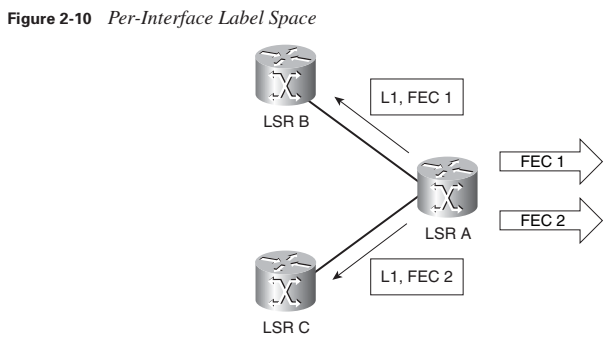 Figure 2-10 Per-Interface Label Space
L1, FEC 1
LSR B
FEC 1
FEC 2
LSR A
L1, FEC 2
LSR C